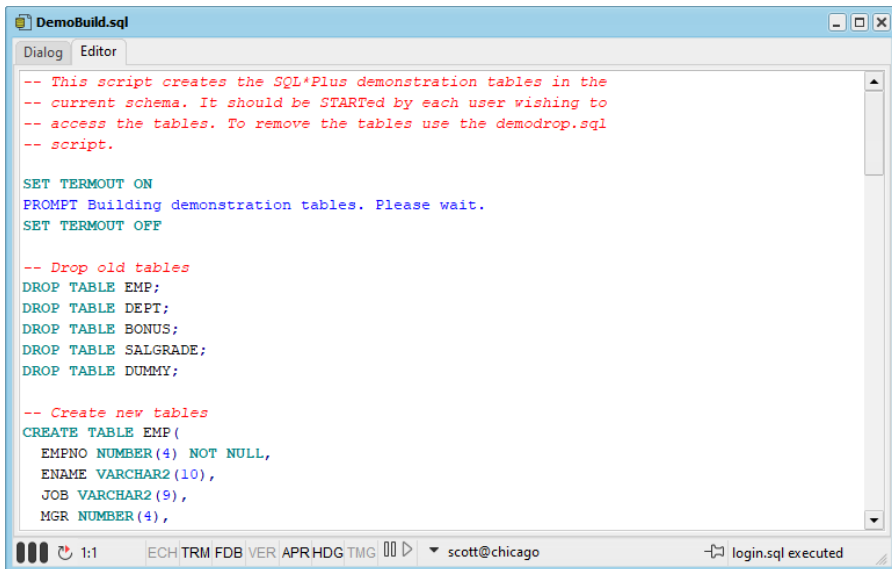 DemoBuild.sql
Dialog Editor
-- This script creates the SQL*Plus demonstration tables in the
-- current schema. It should be STARTed by each user wishing to
-- access the tables. To remove the tables use the demodrop.sql
-- script.
SET TERMOUT ON
PROMPT Building demonstration tables. Please wait.
SET TERMOUT OFF
-- Drop old tables
DROP TABLE EMP;
DROP TABLE DEPT;
DROP TABLE BONUS;
DROP TABLE SALGRADE;
DROP TABLE DUMMY;
-- Create new tables
CREATE TABLE EMP(
EMPNO NUMBER(4) NOT NULL,
ENAME VARCHAR2(10),
JOB VARCHAR2(9),
MGR NUMBER(4),
1:1 ECH TRM FDB VER APR HDG TMG scott@chicago login.sql executed